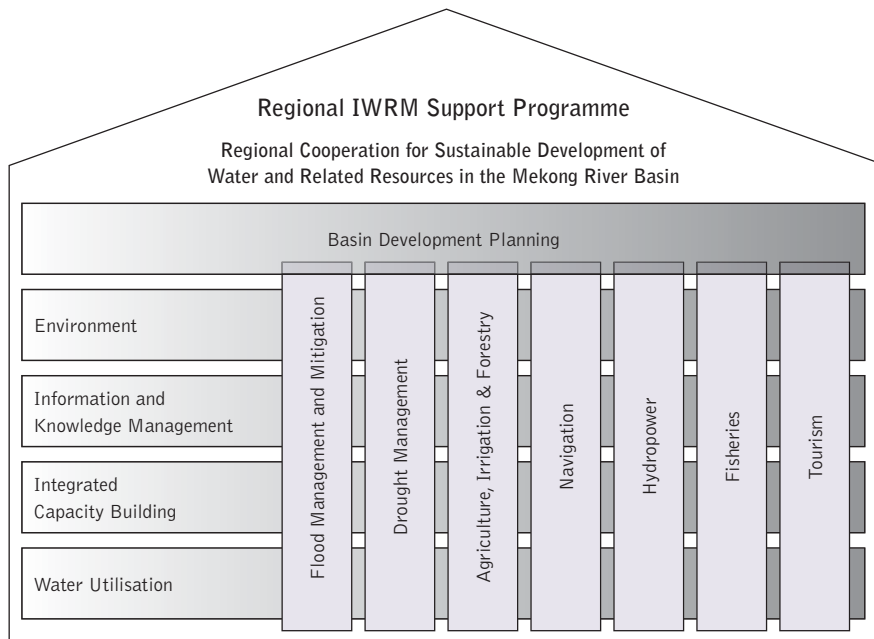 Regional IWRM Support Programme
Regional Cooperation for Sustainable Development of
Water and Related Resources in the Mekong River Basin
Basin Development Planning
Environment
Information and
Knowledge Management
Integrated
Capacity Building
Water Utilisation
Flood Management and Mitigation
Drought Management
Agriculture, Irrigation & Forestry
Navigation
Hydropower
Fisheries
Tourism